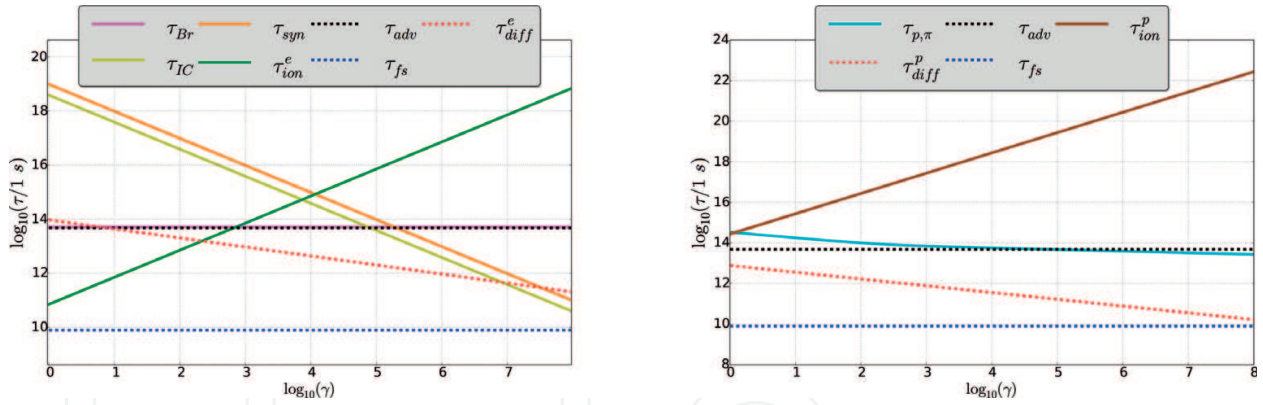 τ_Br τ_syn τ_adv τ^e_diff
τ_IC τ^e_ion τ_fs
20
18
16
14
12
10
log₁₀(τ/1 s)
0 1 2 3 4 5 6 7
log₁₀(γ)
τ_p,π τ_adv τ^p_ion
τ^p_diff τ_fs
24
22
20
18
16
14
12
10
8
log₁₀(τ/1 s)
0 1 2 3 4 5 6 7 8
log₁₀(γ)